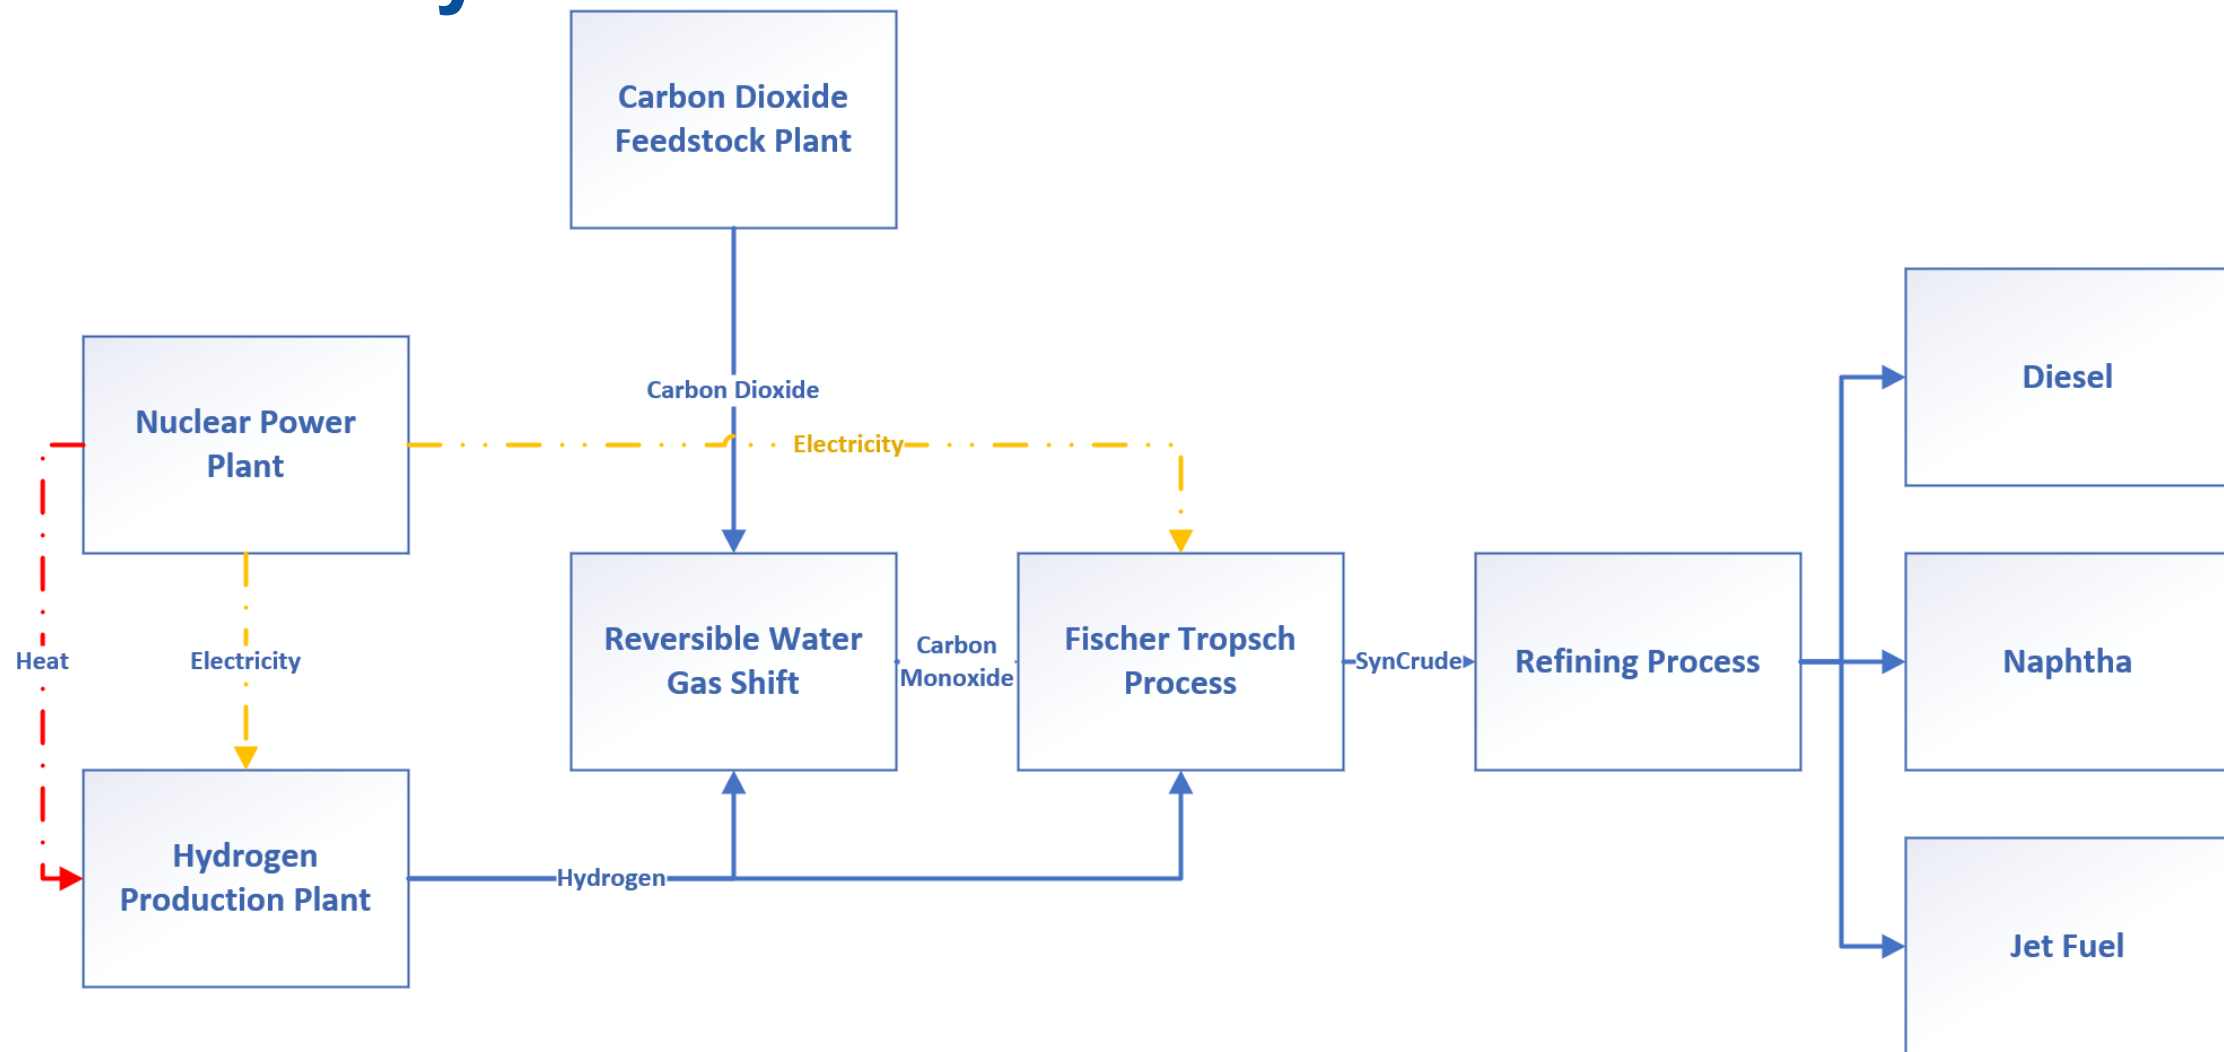 Carbon Dioxide
Feedstock Plant
Carbon Dioxide
Nuclear Power
Plant
Electricity
Diesel
Heat
Electricity
Reversible Water
Gas Shift
Carbon
Monoxide
Fischer Tropsch
Process
SynCrude
Refining Process
Naphtha
Hydrogen
Production Plant
Hydrogen
Jet Fuel